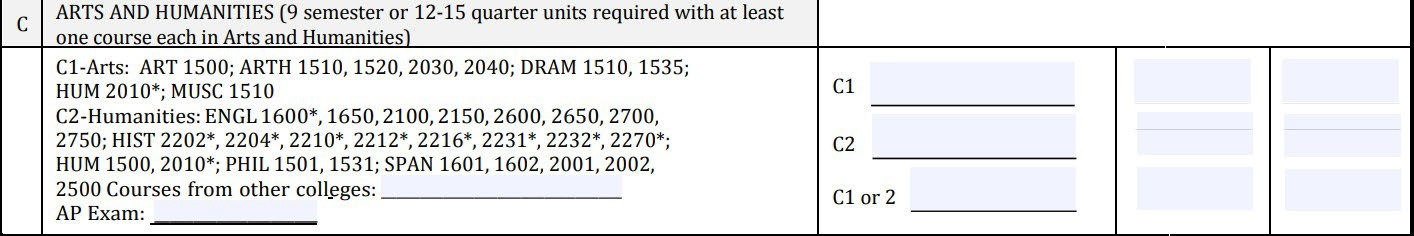 C
ARTS AND HUMANITIES (9 semester or 12-15 quarter units required with at least
one course each in Arts and Humanities)
C1-Arts: ART 1500; ARTH 1510, 1520, 2030, 2040; DRAM 1510, 1535;
HUM 2010*; MUSC 1510
C2-Humanities: ENGL 1600*, 1650, 2100, 2150, 2600, 2650, 2700,
2750; HIST 2202*, 2204*, 2210*, 2212*, 2216*, 2231*, 2232*, 2270*;
HUM 1500, 2010*; PHIL 1501, 1531; SPAN 1601, 1602, 2001, 2002,
2500 Courses from other colleges:
AP Exam:
C1
C2
C1 or 2